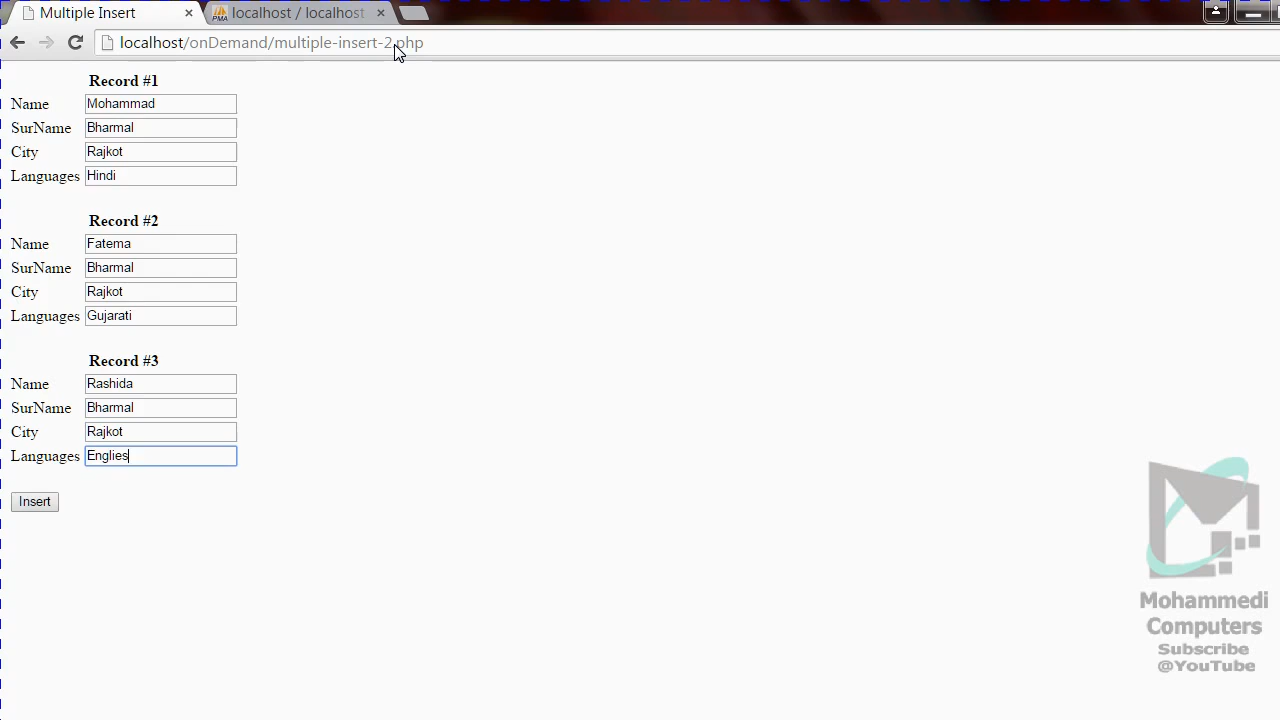 Multiple Insert
localhost / localhost
localhost/onDemand/multiple-insert-2.php
Record #1
Name Mohammad
SurName Bharmal
City Rajkot
Languages Hindi
Record #2
Name Fatema
SurName Bharmal
City Rajkot
Languages Gujarati
Record #3
Name Rashida
SurName Bharmal
City Rajkot
Languages Englies
Insert
PMA
Mohammedi
Computers
Subscribe
@YouTube